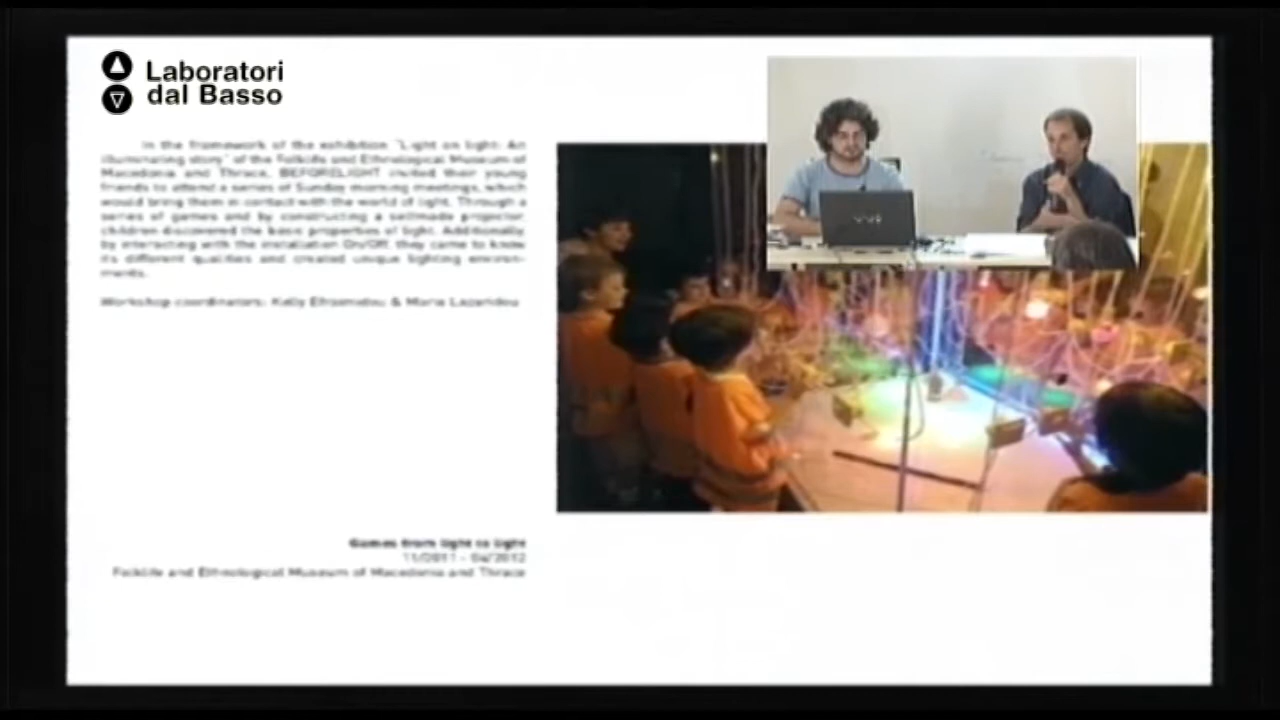 Laboratori
dal Basso
In the framework of the exhibition "Light on light: An
illuminating story" of the Folklife and Ethnological Museum of
Macedonia and Thrace, BEFORELIGHT invited their young
friends to attend a series of Sunday morning meetings, which
would bring them in contact with the world of light. Through a
series of games and by constructing a selfmade projector,
children discovered the basic properties of light. Additionally,
by interacting with the installation On/Off, they came to know
its different qualities and created unique lighting environ-
ments.
Workshop coordinators: Kelly Efraimidou & Maria Lazaridou
Games from light to light
11/2011 - 04/2012
Folklife and Ethnological Museum of Macedonia and Thrace